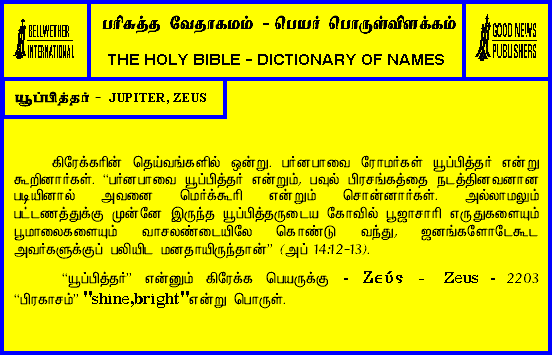 BELLWETHER
INTERNATIONAL
பரிசுத்த வேதாகமம் - பெயர் பொருள்விளக்கம்
THE HOLY BIBLE - DICTIONARY OF NAMES
GOOD NEWS
PUBLISHERS
யூப்பித்தர் - JUPITER, ZEUS
கிரேக்கரின் தெய்வங்களில் ஒன்று. பர்னபாவை ரோமர்கள் யூப்பித்தர் என்று
கூறினார்கள். “பர்னபாவை யூப்பித்தர் என்றும், பவுல் பிரசங்கத்தை நடத்தினவனான
படியினால் அவனை மெர்க்கூரி என்றும் சொன்னார்கள். அல்லாமலும்
பட்டணத்துக்கு முன்னே இருந்த யூப்பித்தருடைய கோவில் பூஜாசாரி எருதுகளையும்
பூமாலைகளையும் வாசலண்டையிலே கொண்டு வந்து, ஜனங்களோடேகூட
அவர்களுக்குப் பலியிட மனதாயிருந்தான்” (அப் 14:12-13).
“யூப்பித்தர்” என்னும் கிரேக்க பெயருக்கு - Ζεύς - Zeus - 2203
“பிரகாசம்” "shine,bright"என்று பொருள்.